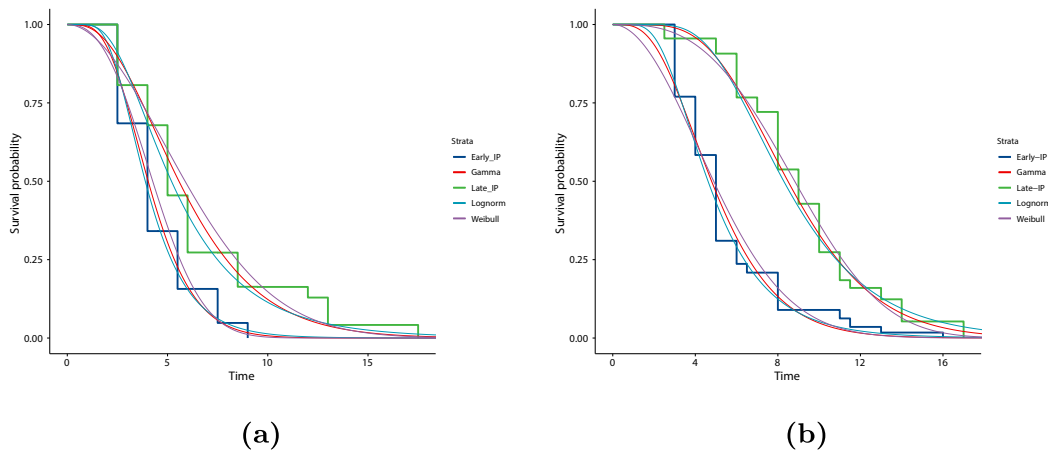 1.00
0.75
0.50
0.25
0.00
Survival probability
0
5
10
15
Time
Strata
Early_IP
Gamma
Late_IP
Lognorm
Weibull
(a)
1.00
0.75
0.50
0.25
0.00
Survival probability
0
4
8
12
16
Time
Strata
Early−IP
Gamma
Late−IP
Lognorm
Weibull
(b)